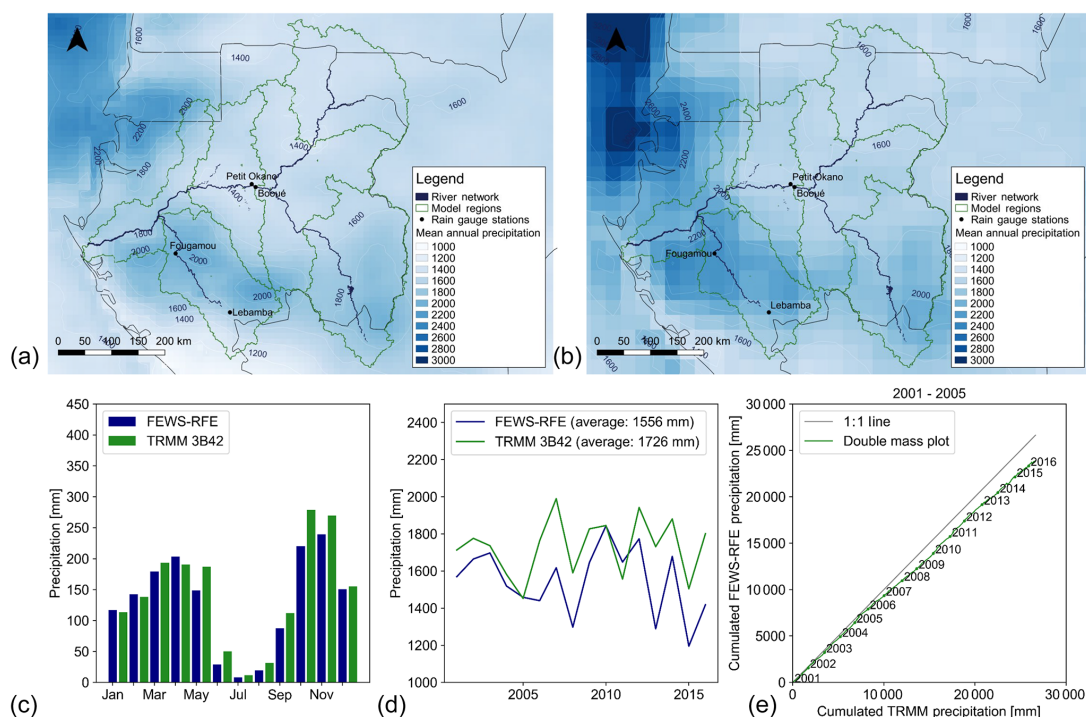 (a)
1600
1400
2000
2200
2200
1800
1600
1400
Petit Okano
Booué
1400
1600
1800
2000
Fougamou
2000
2000
1800
Lebamba
1600
1400
1200
0 50 100 150 200 km
Legend
River network
Model regions
Rain gauge stations
Mean annual precipitation
1000
1200
1400
1600
1800
2000
2200
2400
2600
2800
3000
(b)
1600
2600
2400
2200
1600
Petit Okano
Booué
2000
2200
Fougamou
2000
Lebamba
1600
1600
0 50 100 150 200 km
Legend
River network
Model regions
Rain gauge stations
Mean annual precipitation
1000
1200
1400
1600
1800
2000
2200
2400
2600
2800
3000
(c)
Precipitation [mm]
450
400
350
300
250
200
150
100
50
0
FEWS-RFE
TRMM 3B42
Jan Mar May Jul Sep Nov
(d)
Precipitation [mm]
2400
2200
2000
1800
1600
1400
1200
1000
FEWS-RFE (average: 1556 mm)
TRMM 3B42 (average: 1726 mm)
2005 2010 2015
(e)
2001 - 2005
Cumulated FEWS-RFE precipitation [mm]
30 000
25 000
20 000
15 000
10 000
5000
0
1:1 line
Double mass plot
2016
2015
2014
2013
2012
2011
2010
2009
2008
2007
2006
2005
2004
2003
2002
2001
0 10 000 20 000 30 000
Cumulated TRMM precipitation [mm]